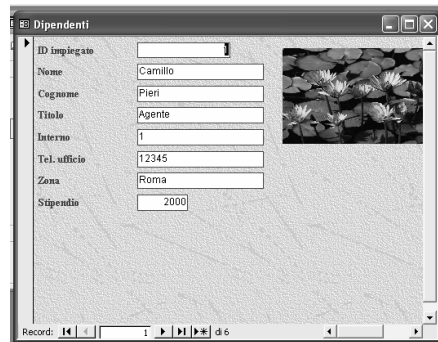 Dipendenti
ID impiegato 1
Nome Camillo
Cognome Pieri
Titolo Agente
Interno 1
Tel. ufficio 12345
Zona Roma
Stipendio 2000
Record: 1 di 6